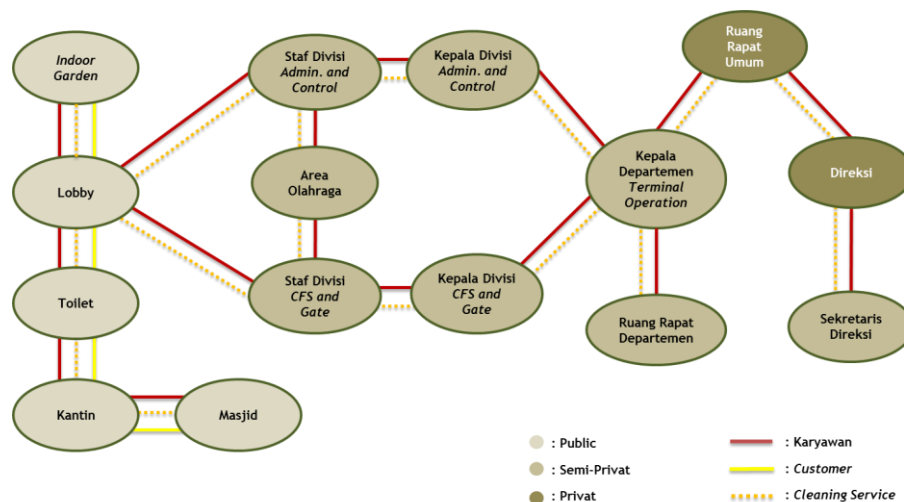 Indoor
Garden
Lobby
Toilet
Kantin
Masjid
Staf Divisi
Admin. and
Control
Area
Olahraga
Staf Divisi
CFS and
Gate
Kepala Divisi
Admin. and
Control
Kepala Divisi
CFS and
Gate
Kepala
Departemen
Terminal
Operation
Ruang Rapat
Departemen
Ruang
Rapat
Umum
Direksi
Sekretaris
Direksi
: Public
: Semi-Privat
: Privat
: Karyawan
: Customer
: Cleaning Service